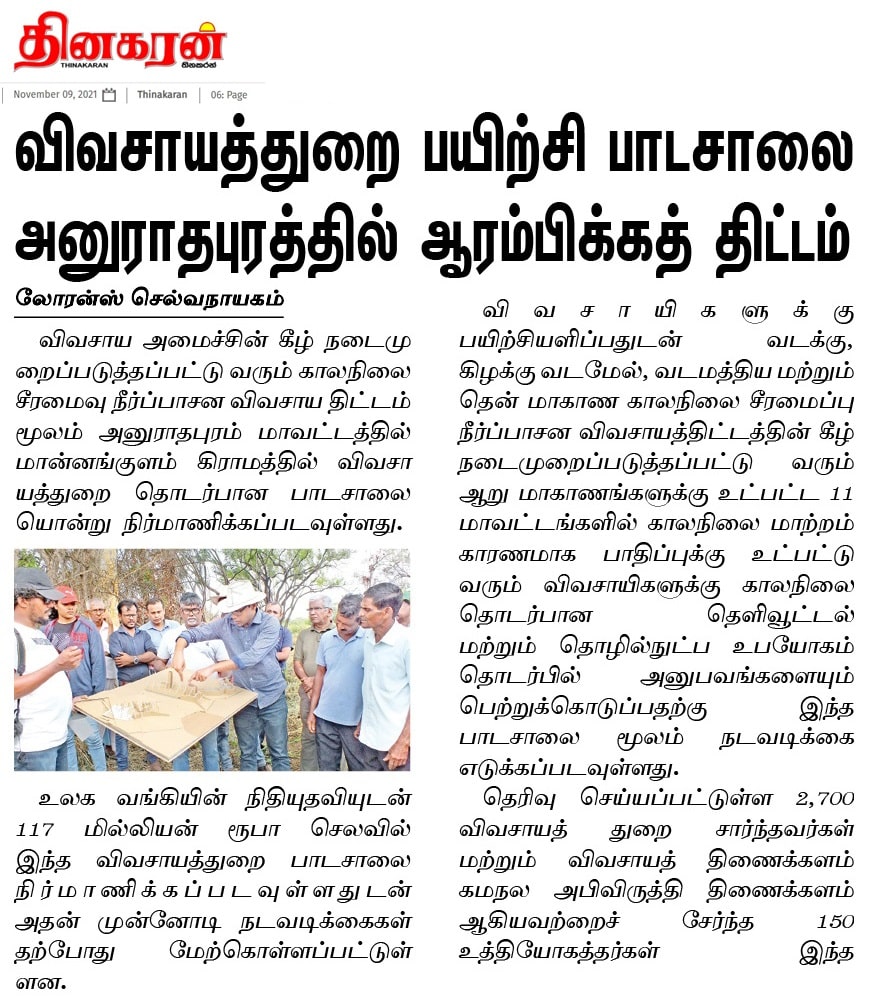 தினகரன்
THINAKARAN
தினகரன்
November 09, 2021
Thinakaran
06: Page
விவசாயத்துறை பயிற்சி பாடசாலை
அனுராதபுரத்தில் ஆரம்பிக்கத் திட்டம்
லோரன்ஸ் செல்வநாயகம்
விவசாய அமைச்சின் கீழ் நடைமு
றைப்படுத்தப்பட்டு வரும் காலநிலை
சீரமைவு நீர்ப்பாசன விவசாய திட்டம்
மூலம் அனுராதபுரம் மாவட்டத்தில்
மான்னங்குளம் கிராமத்தில் விவசா
யத்துறை தொடர்பான பாடசாலை
யொன்று நிர்மாணிக்கப்படவுள்ளது.
உலக வங்கியின் நிதியுதவியுடன்
117 மில்லியன் ரூபா செலவில்
இந்த விவசாயத்துறை பாடசாலை
நிர்மாணிக்கப்படவுள்ளதுடன்
அதன் முன்னோடி நடவடிக்கைகள்
தற்போது மேற்கொள்ளப்பட்டுள்
ளன.
விவசாயிகளுக்கு
பயிற்சியளிப்பதுடன் வடக்கு,
கிழக்கு வடமேல், வடமத்திய மற்றும்
தென் மாகாண காலநிலை சீரமைப்பு
நீர்ப்பாசன விவசாயத்திட்டத்தின் கீழ்
நடைமுறைப்படுத்தப்பட்டு வரும்
ஆறு மாகாணங்களுக்கு உட்பட்ட 11
மாவட்டங்களில் காலநிலை மாற்றம்
காரணமாக பாதிப்புக்கு உட்பட்டு
வரும் விவசாயிகளுக்கு காலநிலை
தொடர்பான தெளிவூட்டல்
மற்றும் தொழில்நுட்ப உபயோகம்
தொடர்பில் அனுபவங்களையும்
பெற்றுக்கொடுப்பதற்கு இந்த
பாடசாலை மூலம் நடவடிக்கை
எடுக்கப்படவுள்ளது.
தெரிவு செய்யப்பட்டுள்ள 2,700
விவசாயத் துறை சார்ந்தவர்கள்
மற்றும் விவசாயத் திணைக்களம்
கமநல அபிவிருத்தி திணைக்களம்
ஆகியவற்றைச் சேர்ந்த 150
உத்தியோகத்தர்கள் இந்த